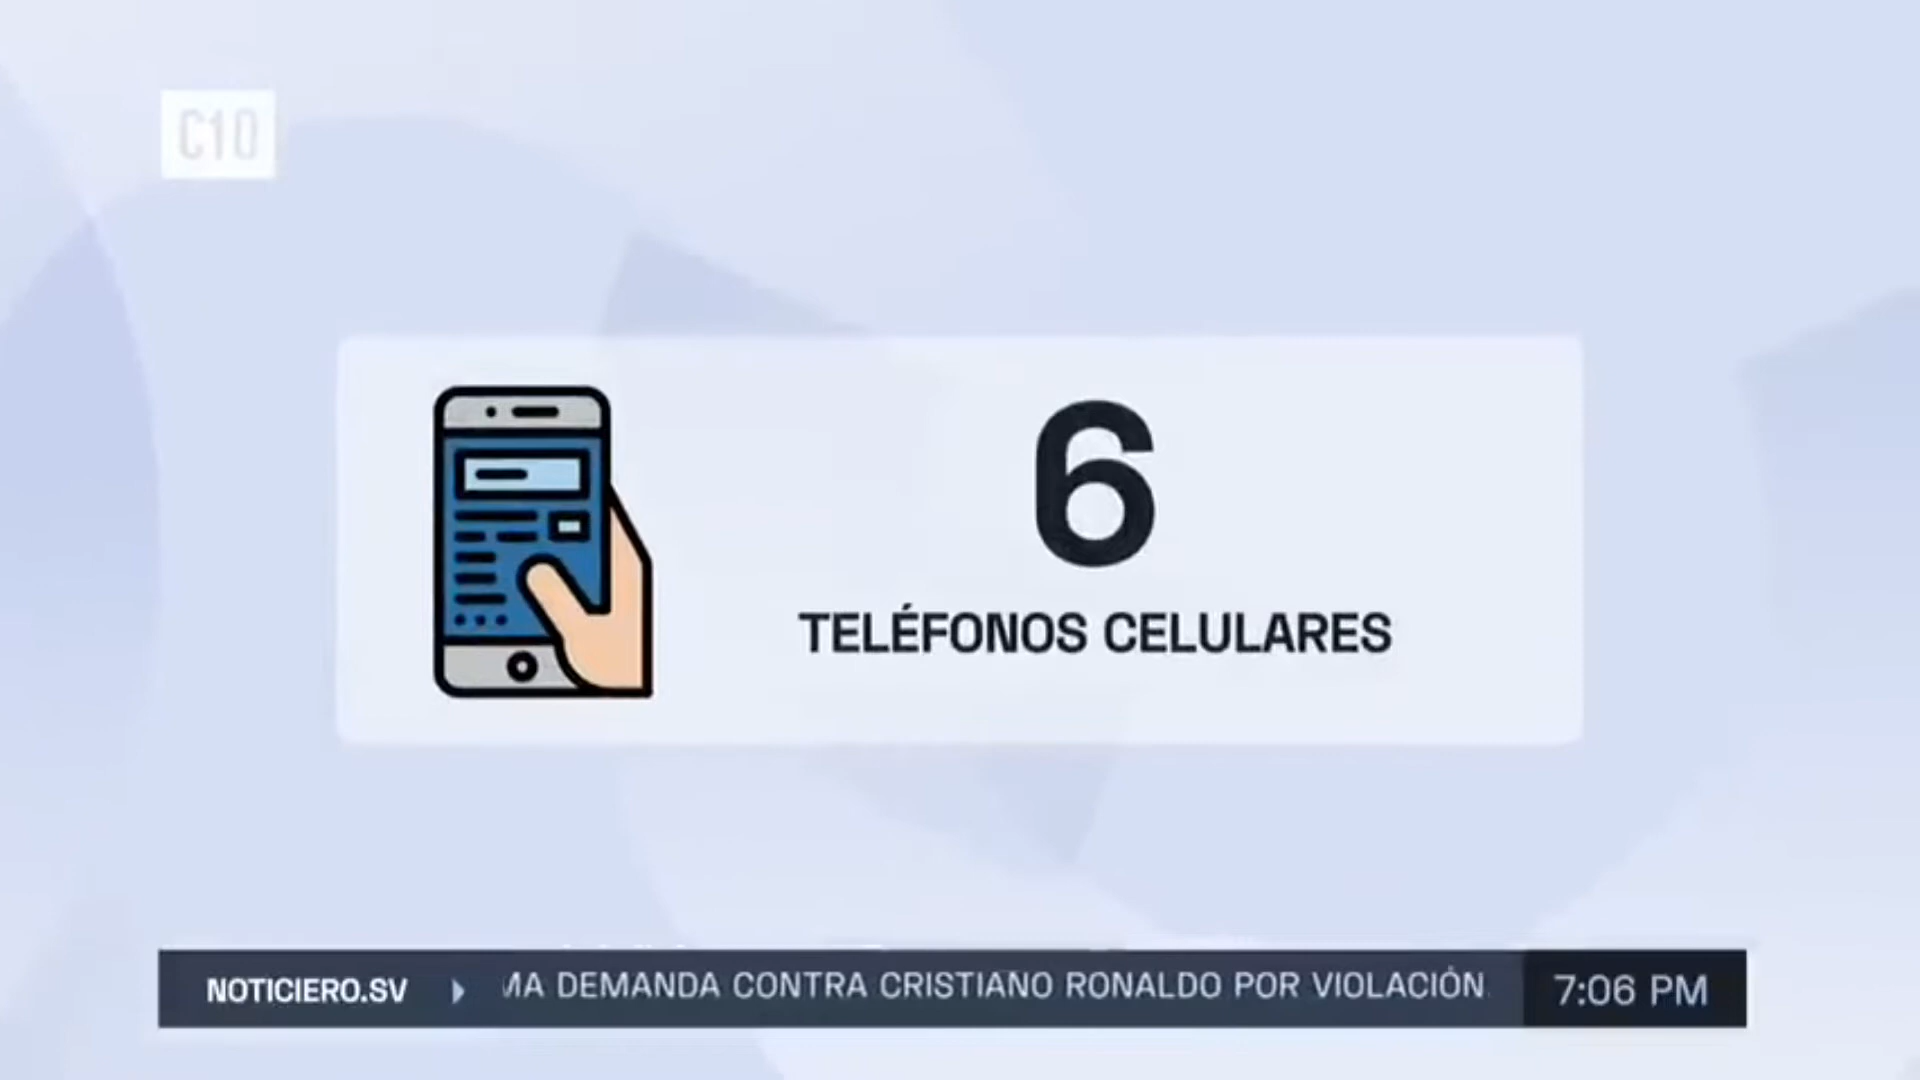 C10
6
TELÉFONOS CELULARES
NOTICIERO.SV
DEMANDA CONTRA CRISTIANO RONALDO POR VIOLACIÓN.
7:06 PM